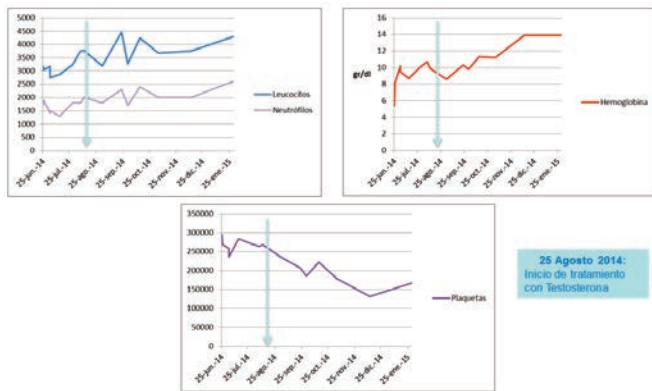 5000
4500
4000
3500
3000
2500
2000
1500
1000
500
0
25-jun.-14
25-jul.-14
25-ago.-14
25-sep.-14
25-oct.-14
25-nov.-14
25-dic.-14
25-ene.-15
Leucocitos
Neutrófilos
16
14
12
10
8
6
4
2
0
gr/dl
25-jun.-14
25-jul.-14
25-ago.-14
25-sep.-14
25-oct.-14
25-nov.-14
25-dic.-14
25-ene.-15
Hemoglobina
350000
300000
250000
200000
150000
100000
50000
0
25-jun.-14
25-jul.-14
25-ago.-14
25-sep.-14
25-oct.-14
25-nov.-14
25-dic.-14
25-ene.-15
Plaquetas
25 Agosto 2014:
Inicio de tratamiento
con Testosterona